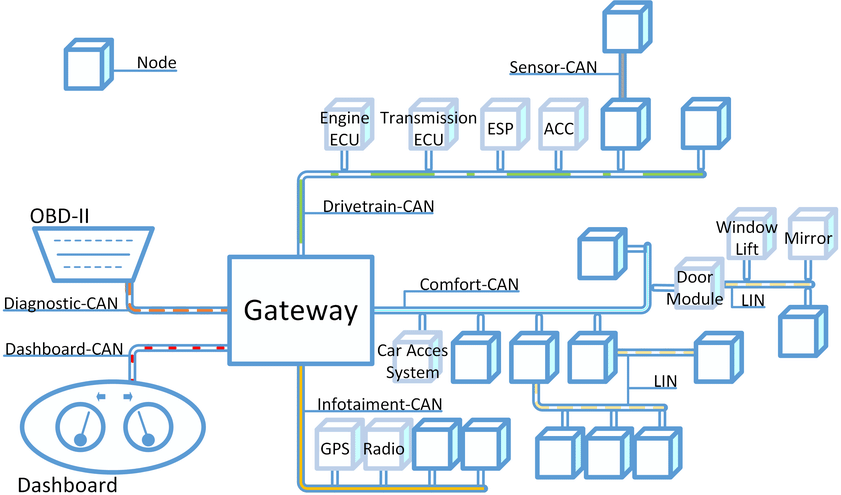 Node
Sensor-CAN
Engine
ECU
Transmission
ECU
ESP
ACC
Drivetrain-CAN
OBD-II
Window
Lift
Mirror
Door
Module
LIN
Diagnostic-CAN
Gateway
Comfort-CAN
Dashboard-CAN
Car Acces
System
LIN
Infotaiment-CAN
GPS
Radio
Dashboard